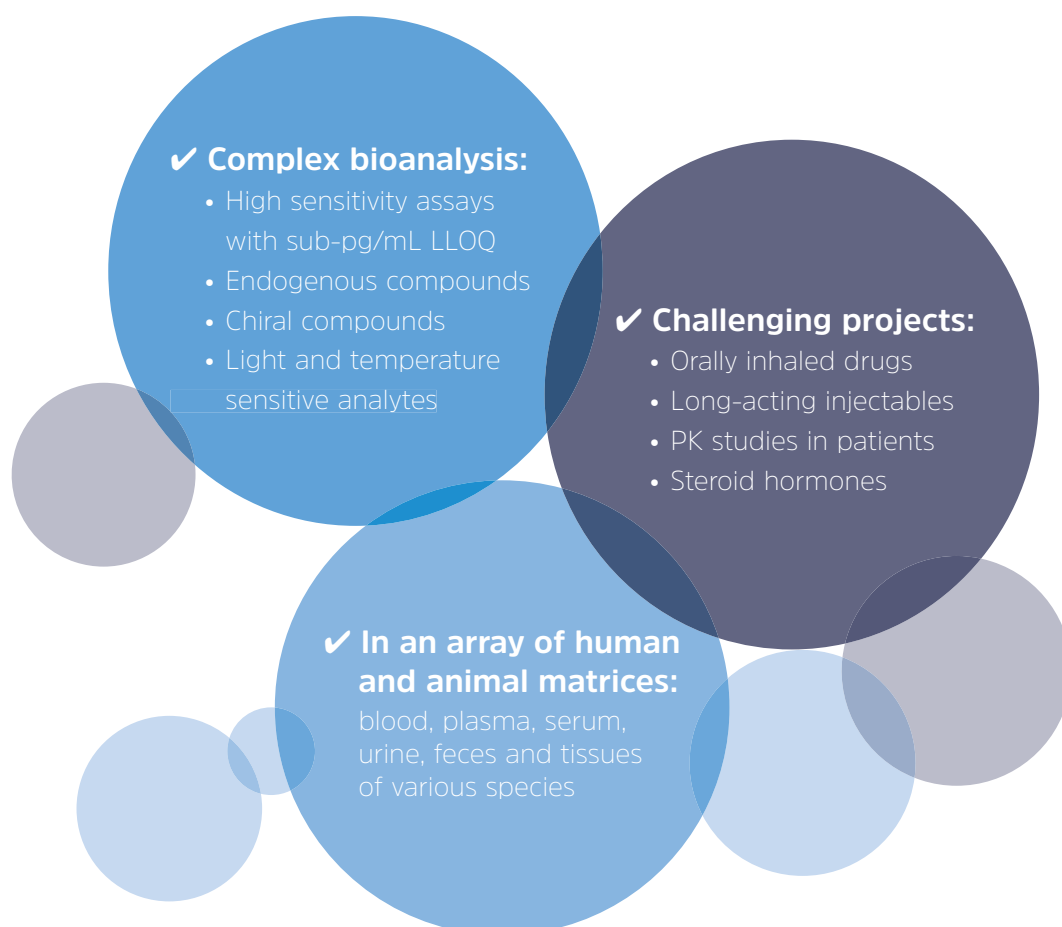 ✔ Complex bioanalysis:
• High sensitivity assays
with sub-pg/mL LLOQ
• Endogenous compounds
• Chiral compounds
• Light and temperature
sensitive analytes
✔ Challenging projects:
• Orally inhaled drugs
• Long-acting injectables
• PK studies in patients
• Steroid hormones
✔ In an array of human
and animal matrices:
blood, plasma, serum,
urine, feces and tissues
of various species